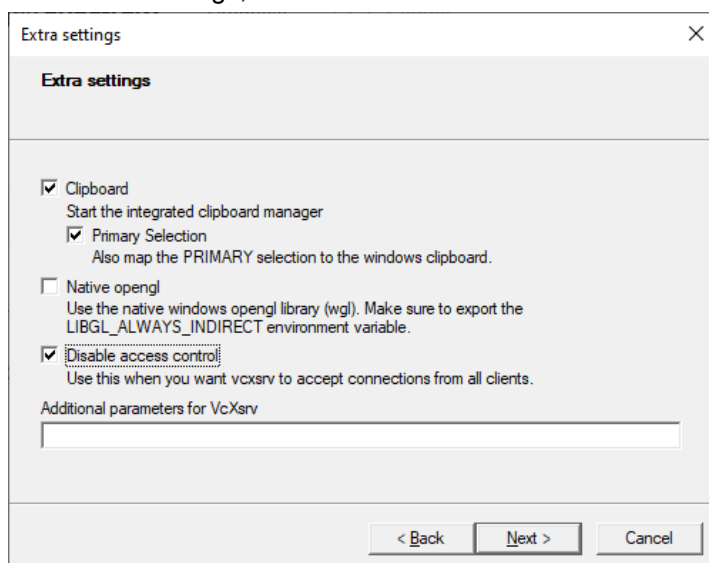 Extra settings
Extra settings
Clipboard
Start the integrated clipboard manager
Primary Selection
Also map the PRIMARY selection to the windows clipboard.
Native opengl
Use the native windows opengl library (wgl). Make sure to export the
LIBGL_ALWAYS_INDIRECT environment variable.
Disable access control
Use this when you want vcxsrv to accept connections from all clients.
Additional parameters for VcXsrv
< Back Next > Cancel